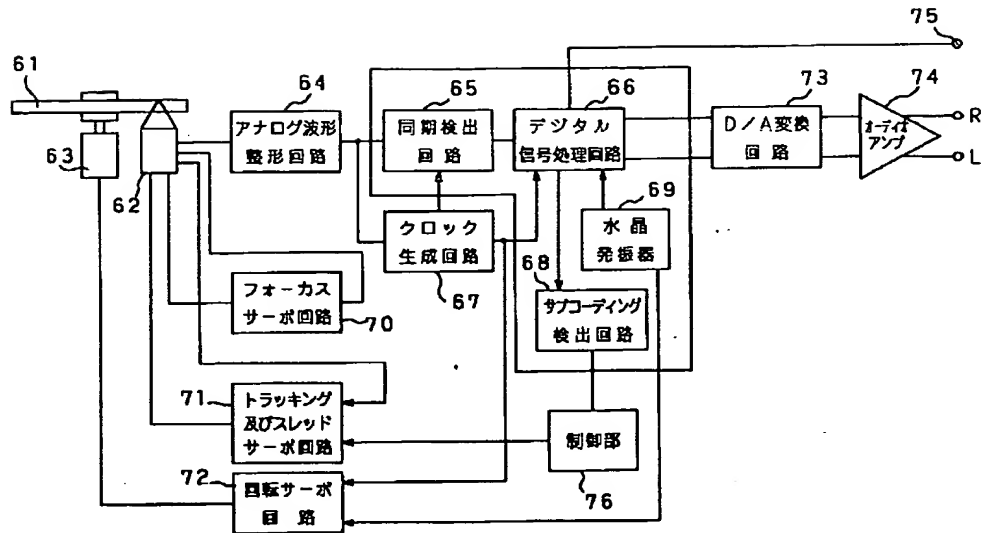 75
61
64
65
66
73
74
アナログ波形
整形回路
同期検出
回路
デジタル
信号処理回路
D/A変換
回路
オーディオ
アンプ
R
L
63
62
69
クロック
生成回路
67
水晶
発振器
68
サブコーディング
検出回路
フォーカス
サーボ回路
70
71
トラッキング
及びスレッド
サーボ回路
制御部
76
72
回転サーボ
回路